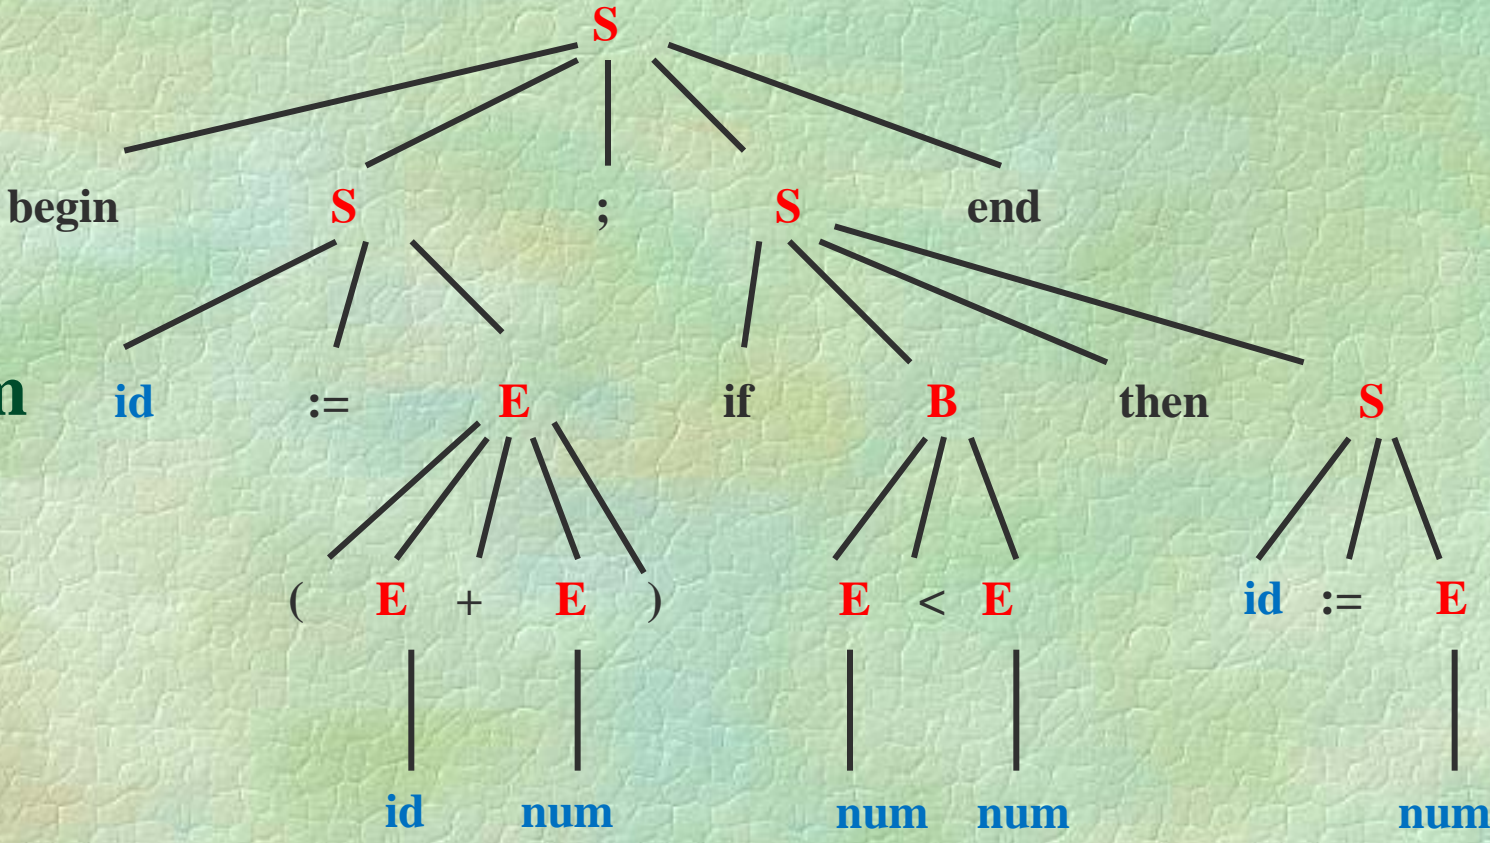 S
begin S ; S end
id := E if B then S
( E + E ) E < E id := E
id num num num num